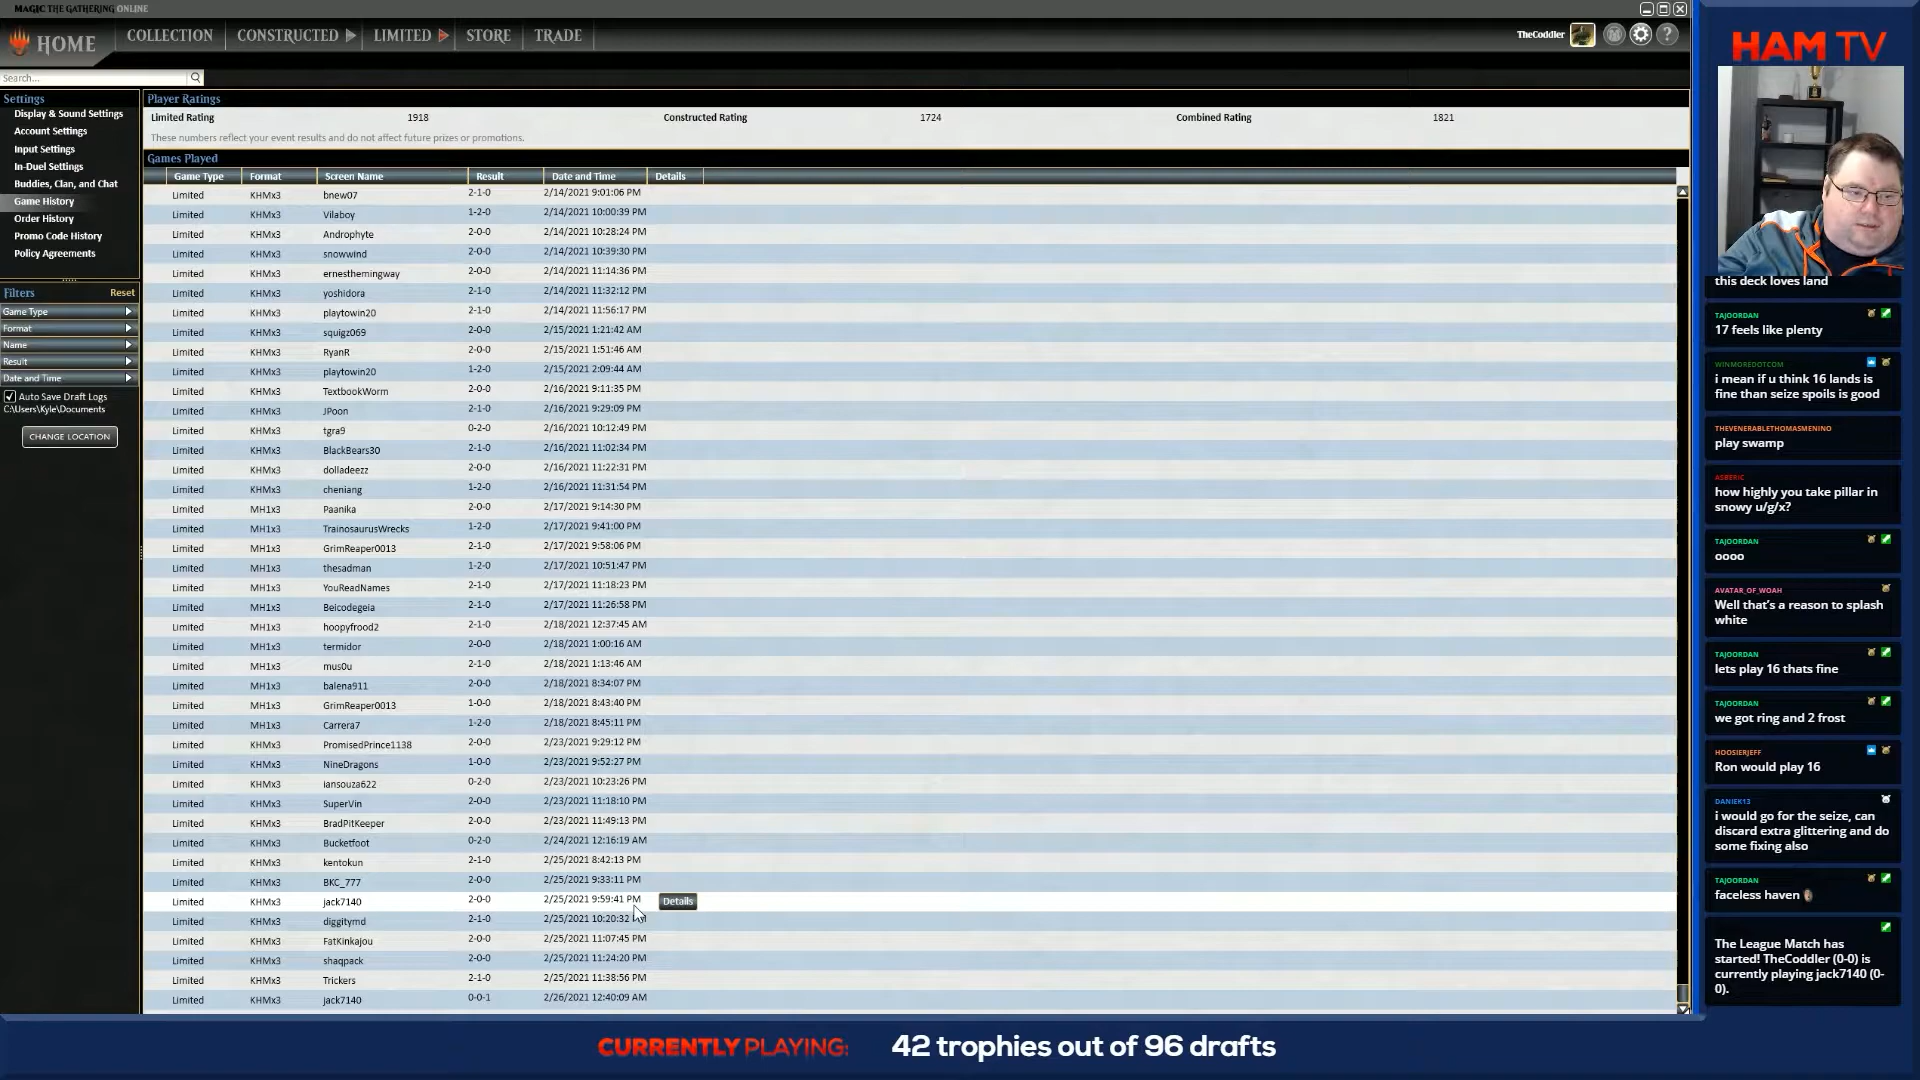 MAGIC: THE GATHERING ONLINE
HOME COLLECTION CONSTRUCTED LIMITED STORE TRADE
TheCoddler
Search...
Settings
Display & Sound Settings
Account Settings
Input Settings
In-Duel Settings
Buddies, Clan, and Chat
Game History
Order History
Promo Code History
Policy Agreements
Filters Reset
Game Type
Format
Name
Result
Date and Time
Auto Save Draft Logs
C:\Users\Kyle\Documents
CHANGE LOCATION
Player Ratings
Limited Rating 1918 Constructed Rating 1724 Combined Rating 1821
These numbers reflect your event results and do not affect future prizes or promotions.
Games Played
Game Type Format Screen Name Result Date and Time Details
Limited KHMx3 bnew07 2-1-0 2/14/2021 9:01:06 PM
Limited KHMx3 Vilaboy 1-2-0 2/14/2021 10:00:39 PM
Limited KHMx3 Androphyte 2-0-0 2/14/2021 10:28:24 PM
Limited KHMx3 snowwind 2-0-0 2/14/2021 10:39:30 PM
Limited KHMx3 ernesthemingway 2-0-0 2/14/2021 11:14:36 PM
Limited KHMx3 yoshidora 2-1-0 2/14/2021 11:32:12 PM
Limited KHMx3 playtowin20 2-1-0 2/14/2021 11:56:17 PM
Limited KHMx3 squigz069 2-0-0 2/15/2021 1:21:42 AM
Limited KHMx3 RyanR 2-0-0 2/15/2021 1:51:46 AM
Limited KHMx3 playtowin20 1-2-0 2/15/2021 2:09:44 AM
Limited KHMx3 TextbookWorm 2-0-0 2/16/2021 9:11:35 PM
Limited KHMx3 JPoon 2-1-0 2/16/2021 9:29:09 PM
Limited KHMx3 tgra9 0-2-0 2/16/2021 10:12:49 PM
Limited KHMx3 BlackBears30 2-1-0 2/16/2021 11:02:34 PM
Limited KHMx3 dolladeezz 2-0-0 2/16/2021 11:22:31 PM
Limited KHMx3 cheniang 1-2-0 2/16/2021 11:31:54 PM
Limited MH1x3 Paanika 2-0-0 2/17/2021 9:14:30 PM
Limited MH1x3 TrainosaurusWrecks 1-2-0 2/17/2021 9:41:00 PM
Limited MH1x3 GrimReaper0013 2-1-0 2/17/2021 9:58:06 PM
Limited MH1x3 thesadman 1-2-0 2/17/2021 10:51:47 PM
Limited MH1x3 YouReadNames 2-1-0 2/17/2021 11:18:23 PM
Limited MH1x3 Beicodegeia 2-1-0 2/17/2021 11:26:58 PM
Limited MH1x3 hoopyfrood2 2-1-0 2/18/2021 12:37:45 AM
Limited MH1x3 termidor 2-0-0 2/18/2021 1:00:16 AM
Limited MH1x3 mus0u 2-1-0 2/18/2021 1:13:46 AM
Limited MH1x3 balena911 2-0-0 2/18/2021 8:34:07 PM
Limited MH1x3 GrimReaper0013 1-0-0 2/18/2021 8:43:40 PM
Limited MH1x3 Carrera7 1-2-0 2/18/2021 8:45:11 PM
Limited KHMx3 PromisedPrince1138 2-0-0 2/23/2021 9:29:12 PM
Limited KHMx3 NineDragons 1-0-0 2/23/2021 9:52:27 PM
Limited KHMx3 iansouza622 0-2-0 2/23/2021 10:23:26 PM
Limited KHMx3 SuperVin 2-0-0 2/23/2021 11:18:10 PM
Limited KHMx3 BradPitKeeper 2-0-0 2/23/2021 11:49:13 PM
Limited KHMx3 Bucketfoot 0-2-0 2/24/2021 12:16:19 AM
Limited KHMx3 kentokun 2-1-0 2/25/2021 8:42:13 PM
Limited KHMx3 BKC_777 2-0-0 2/25/2021 9:33:11 PM
Limited KHMx3 jack7140 2-0-0 2/25/2021 9:59:41 PM Details
Limited KHMx3 diggitymd 2-1-0 2/25/2021 10:20:32
Limited KHMx3 FatKinkajou 2-0-0 2/25/2021 11:07:45 PM
Limited KHMx3 shaqpack 2-0-0 2/25/2021 11:24:20 PM
Limited KHMx3 Trickers 2-1-0 2/25/2021 11:38:56 PM
Limited KHMx3 jack7140 0-0-1 2/26/2021 12:40:09 AM
HAM TV
this deck loves land
TAJOORDAN
17 feels like plenty
WINMOREDOTCOM
i mean if u think 16 lands is
fine than seize spoils is good
THEVENERABLETHOMASMENINO
play swamp
ASBERIC
how highly you take pillar in
snowy u/g/x?
TAJOORDAN
oooo
AVATAR_OF_WOAH
Well that's a reason to splash
white
TAJOORDAN
lets play 16 thats fine
TAJOORDAN
we got ring and 2 frost
HOOSIERJEFF
Ron would play 16
DANIEK13
i would go for the seize, can
discard extra glittering and do
some fixing also
TAJOORDAN
faceless haven
The League Match has
started! TheCoddler (0-0) is
currently playing jack7140 (0-
0).
CURRENTLY PLAYING: 42 trophies out of 96 drafts